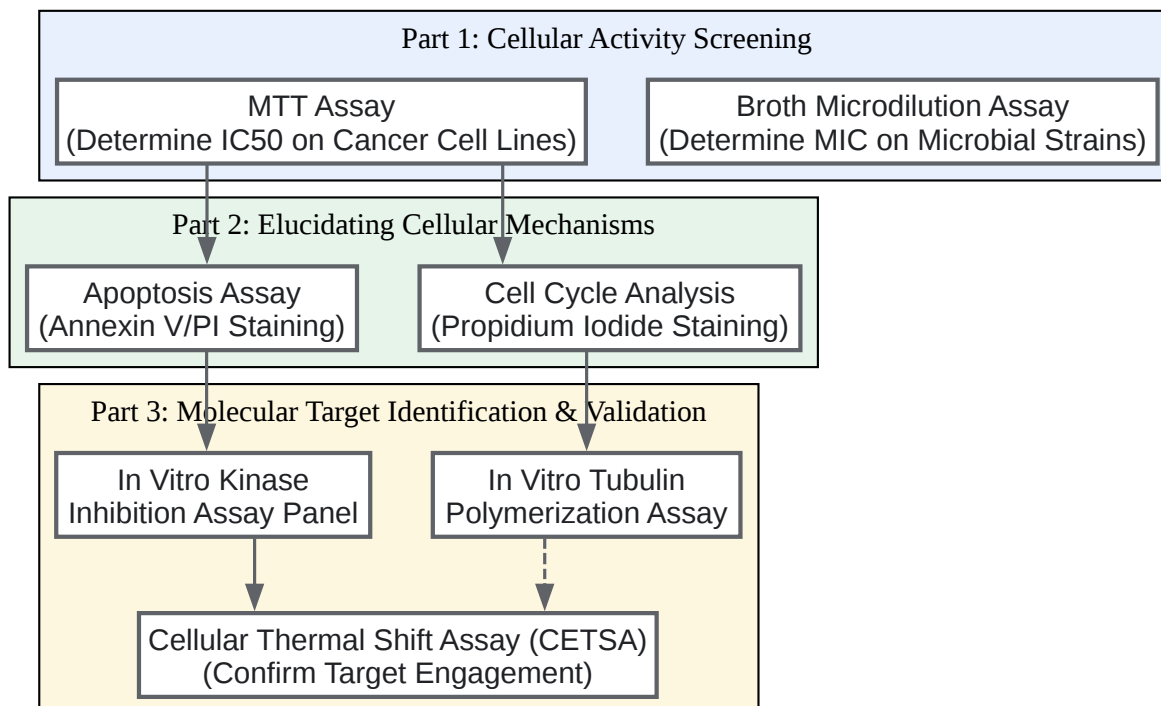 Part 1: Cellular Activity Screening
MTT Assay
(Determine IC50 on Cancer Cell Lines)
Broth Microdilution Assay
(Determine MIC on Microbial Strains)
Part 2: Elucidating Cellular Mechanisms
Apoptosis Assay
(Annexin V/PI Staining)
Cell Cycle Analysis
(Propidium Iodide Staining)
Part 3: Molecular Target Identification & Validation
In Vitro Kinase
Inhibition Assay Panel
In Vitro Tubulin
Polymerization Assay
Cellular Thermal Shift Assay (CETSA)
(Confirm Target Engagement)